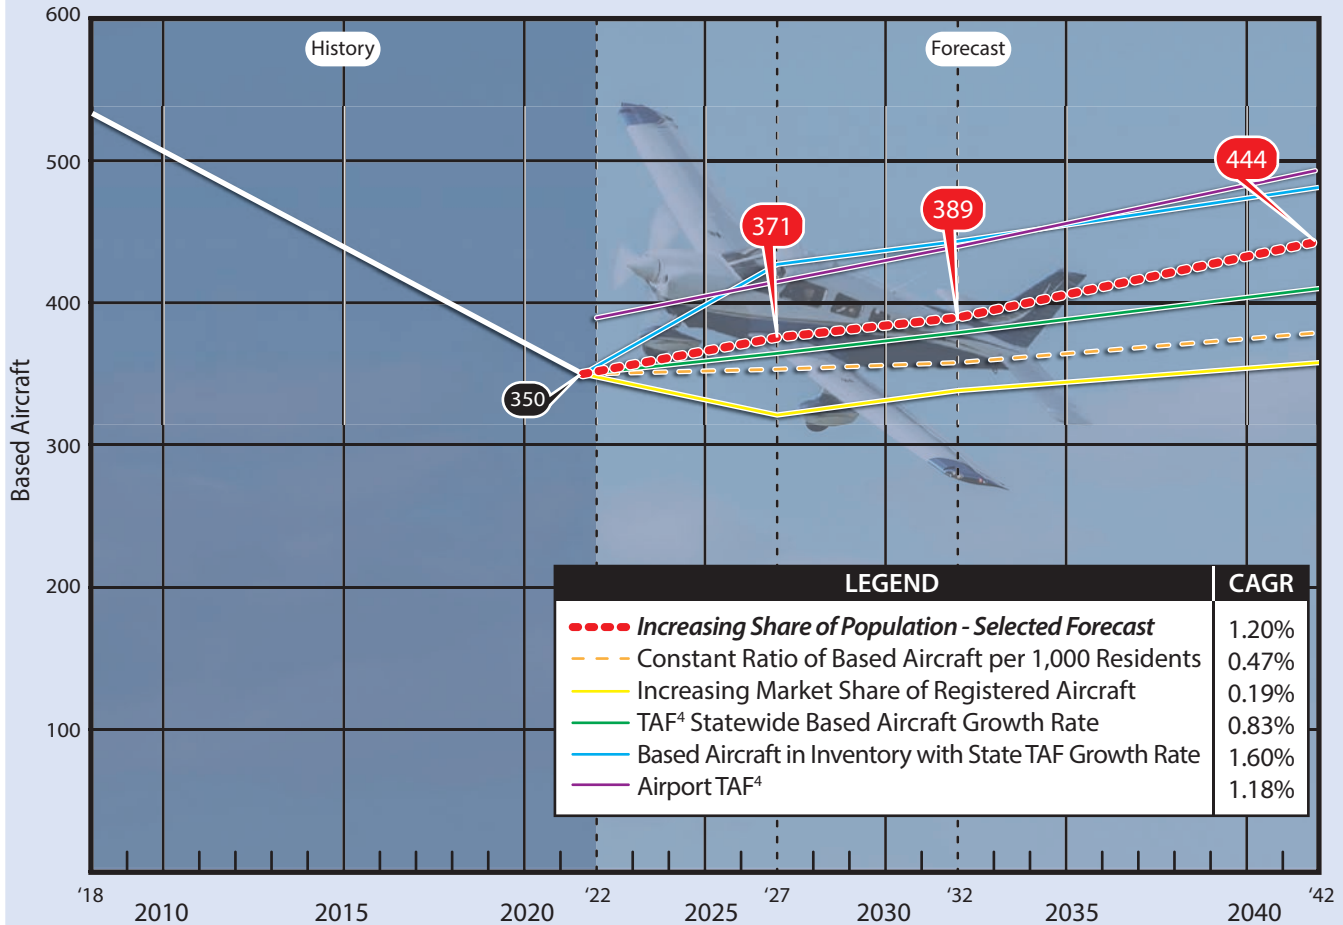 600
History
Forecast
500
444
389
371
400
350
300
Based Aircraft
200
LEGEND CAGR
Increasing Share of Population - Selected Forecast 1.20%
Constant Ratio of Based Aircraft per 1,000 Residents 0.47%
Increasing Market Share of Registered Aircraft 0.19%
TAF⁴ Statewide Based Aircraft Growth Rate 0.83%
Based Aircraft in Inventory with State TAF Growth Rate 1.60%
Airport TAF⁴ 1.18%
100
‘18 ‘22 ‘27 ‘32 ‘42
2010 2015 2020 2025 2030 2035 2040